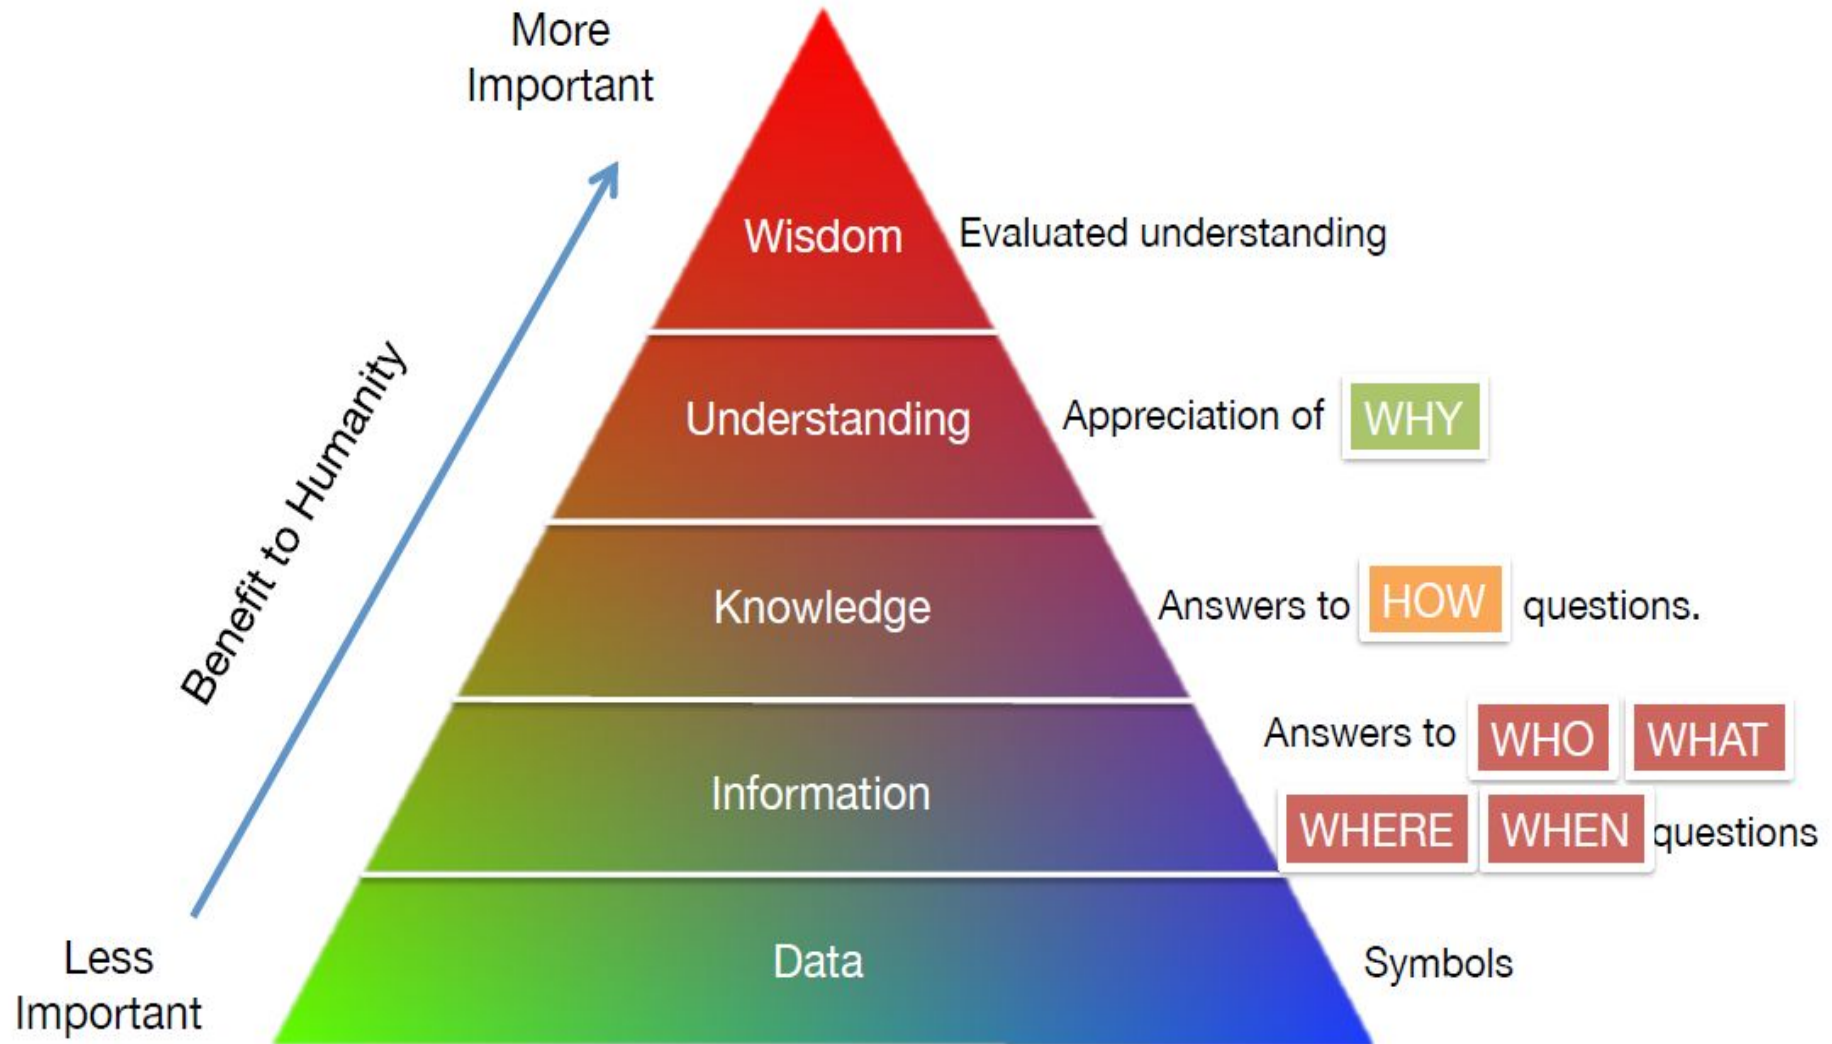 More
Important
Wisdom
Evaluated understanding
Understanding
Appreciation of WHY
Benefit to Humanity
Knowledge
Answers to HOW questions.
Information
Answers to WHO WHAT
WHERE WHEN questions
Less
Important
Data
Symbols